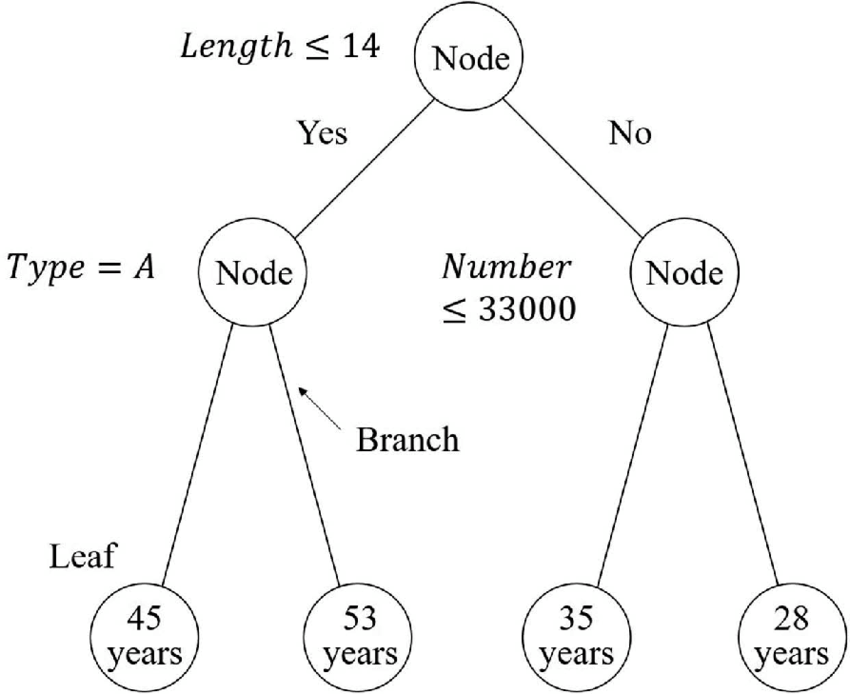 Length ≤ 14
Node
Yes
No
Type = A
Node
Number
≤ 33000
Node
Branch
Leaf
45
years
53
years
35
years
28
years